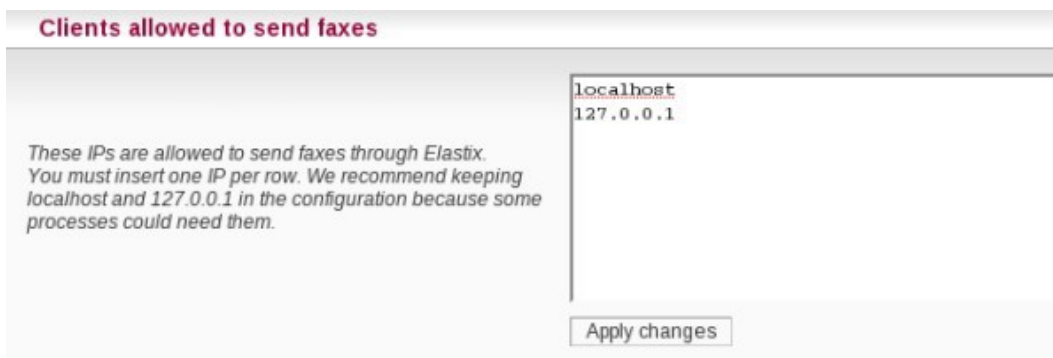 Clients allowed to send faxes
localhost
127.0.0.1
These IPs are allowed to send faxes through Elastix.
You must insert one IP per row. We recommend keeping
localhost and 127.0.0.1 in the configuration because some
processes could need them.
Apply changes